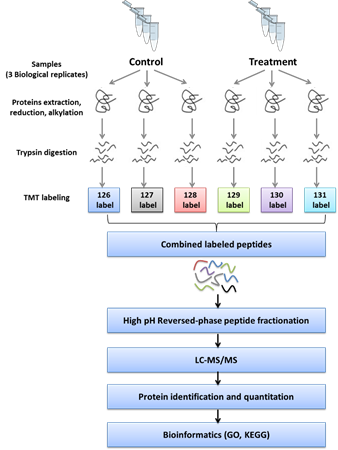 Control
Treatment
Samples
(3 Biological replicates)
Proteins extraction,
reduction, alkylation
Trypsin digestion
TMT labeling
126
label
127
label
128
label
129
label
130
label
131
label
Combined labeled peptides
High pH Reversed-phase peptide fractionation
LC-MS/MS
Protein identification and quantitation
Bioinformatics (GO, KEGG)